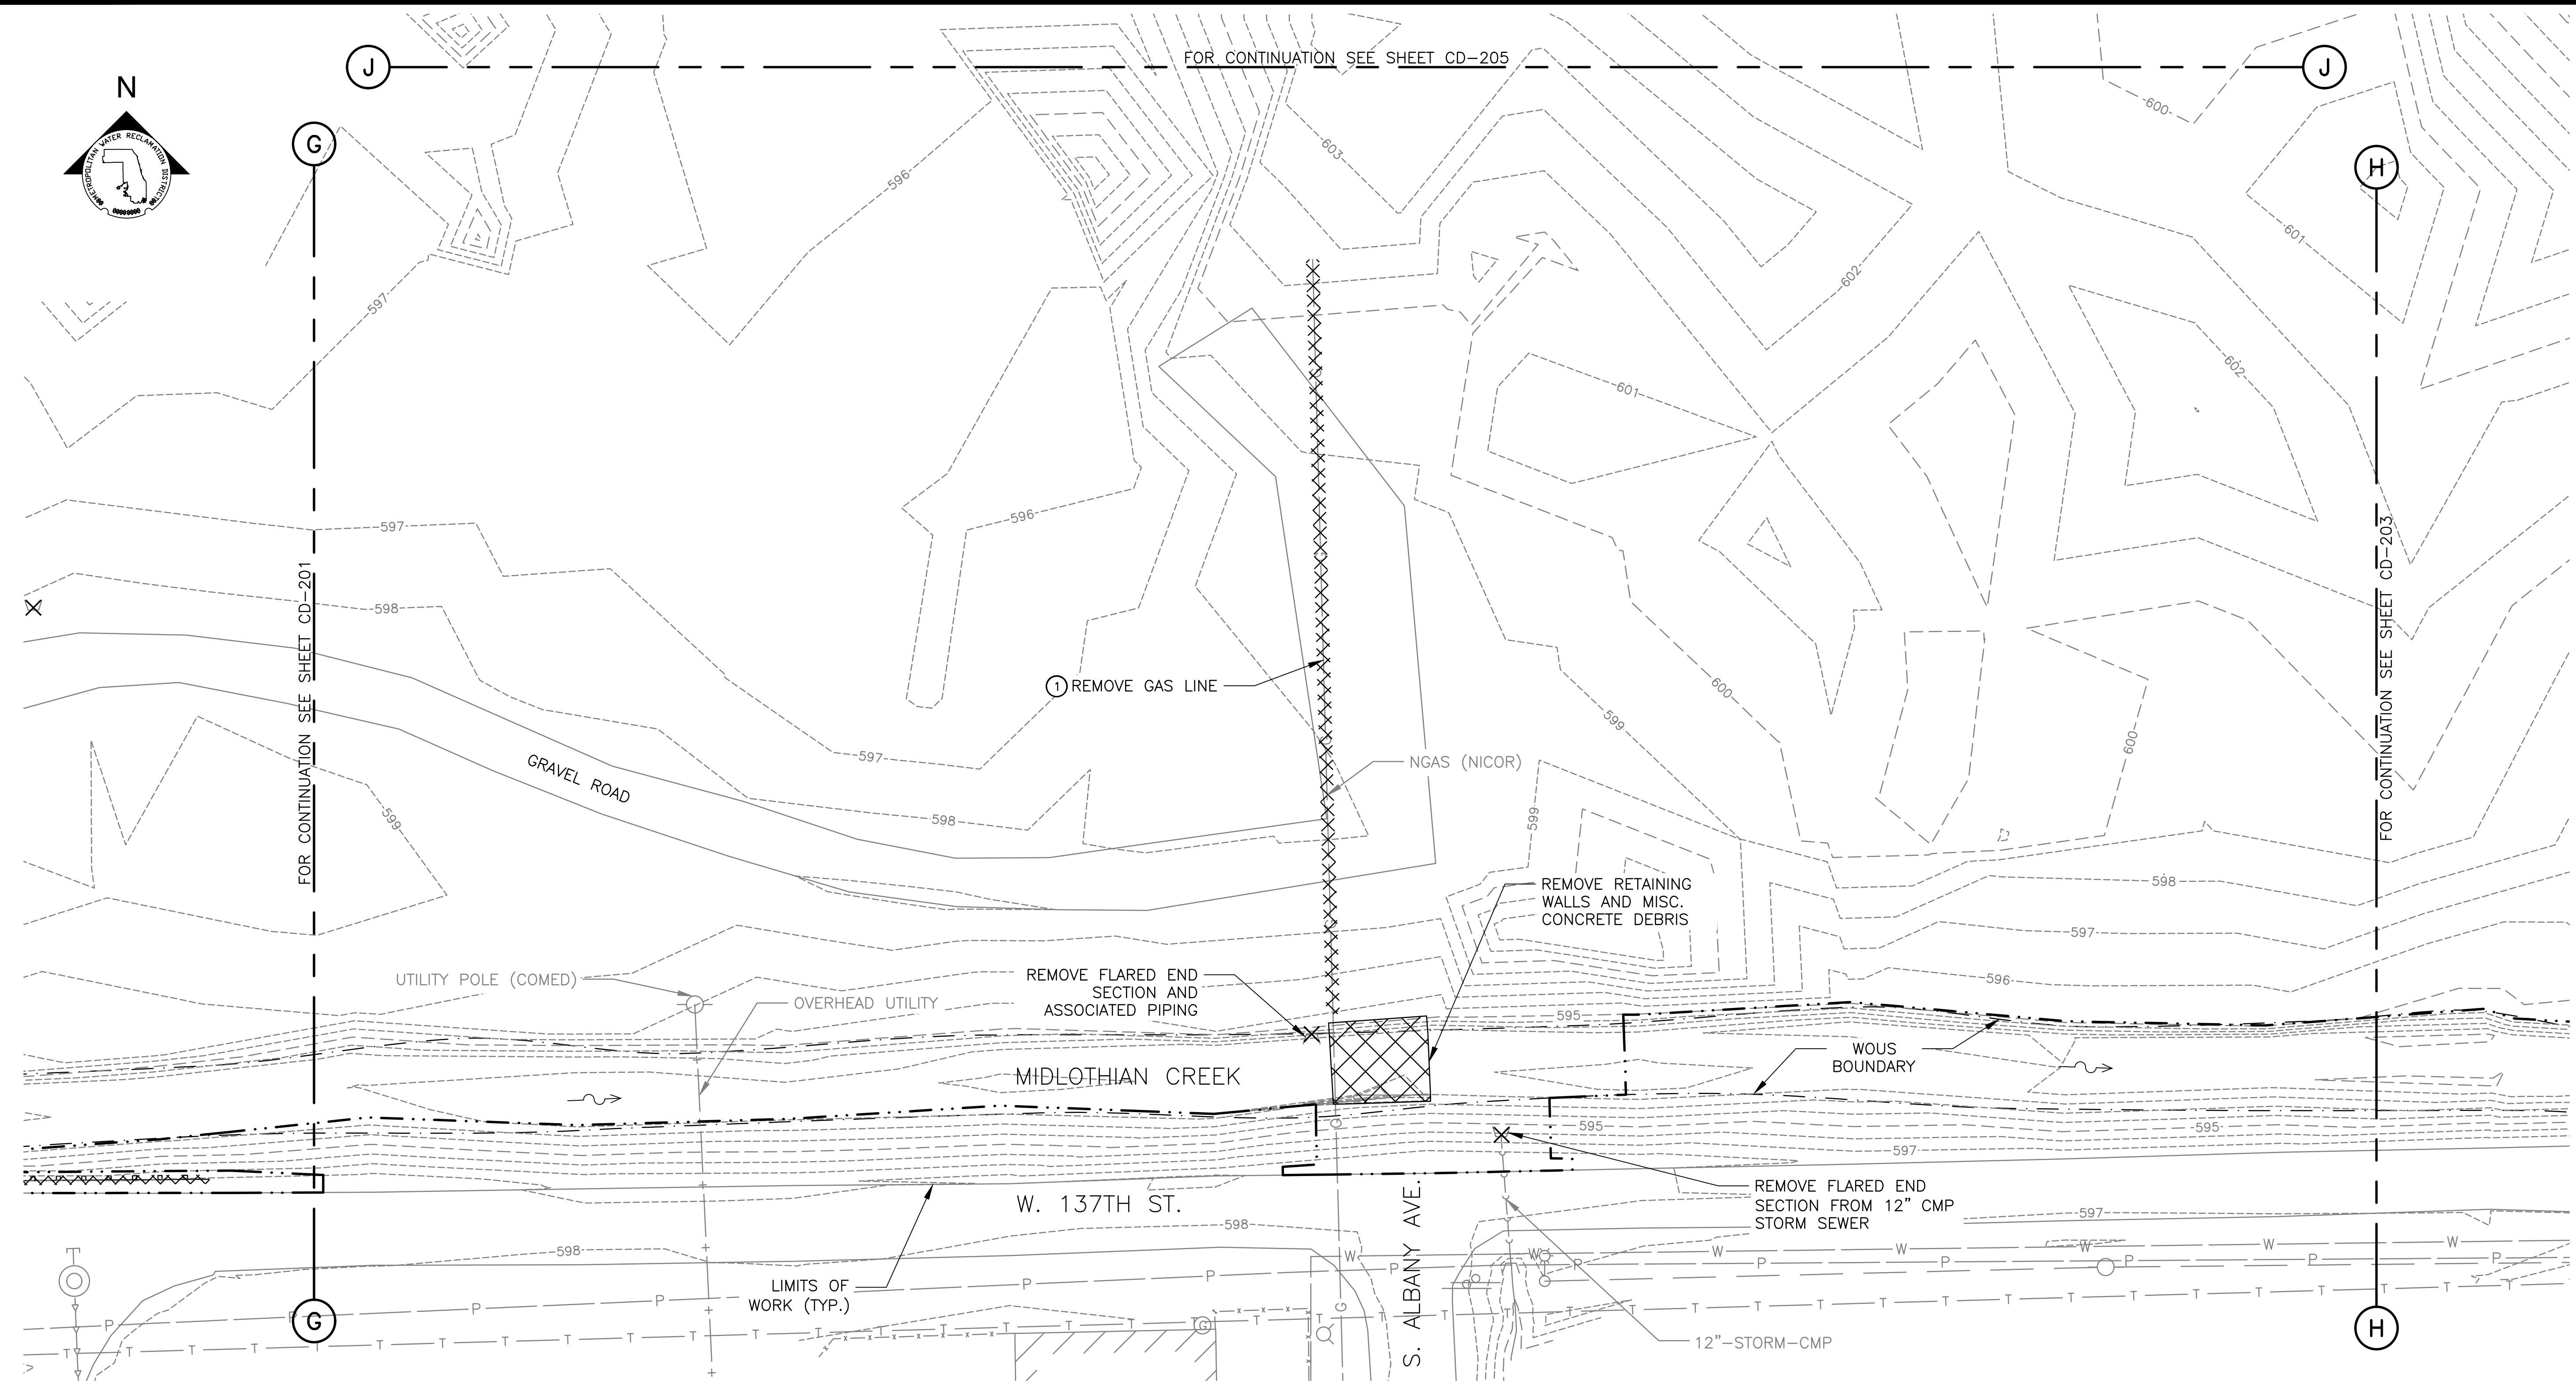 FOR CONTINUATION SEE SHEET CD-205
J
J
N
METROPOLITAN WATER RECLAMATION DISTRICT
G
H
600
603
596
601
597
602
602
601
596
597
598
FOR CONTINUATION SEE SHEET CD-201
FOR CONTINUATION SEE SHEET CD-203
1 REMOVE GAS LINE
600
599
600
597
NGAS (NICOR)
GRAVEL ROAD
599
598
599
REMOVE RETAINING
WALLS AND MISC.
CONCRETE DEBRIS
598
597
596
UTILITY POLE (COMED)
OVERHEAD UTILITY
REMOVE FLARED END
SECTION AND
ASSOCIATED PIPING
595
WOUS
BOUNDARY
MIDLOTHIAN CREEK
595
595
597
W. 137TH ST.
S. ALBANY AVE.
REMOVE FLARED END
SECTION FROM 12" CMP
STORM SEWER
597
598
598
LIMITS OF
WORK (TYP.)
12"-STORM-CMP
G
H